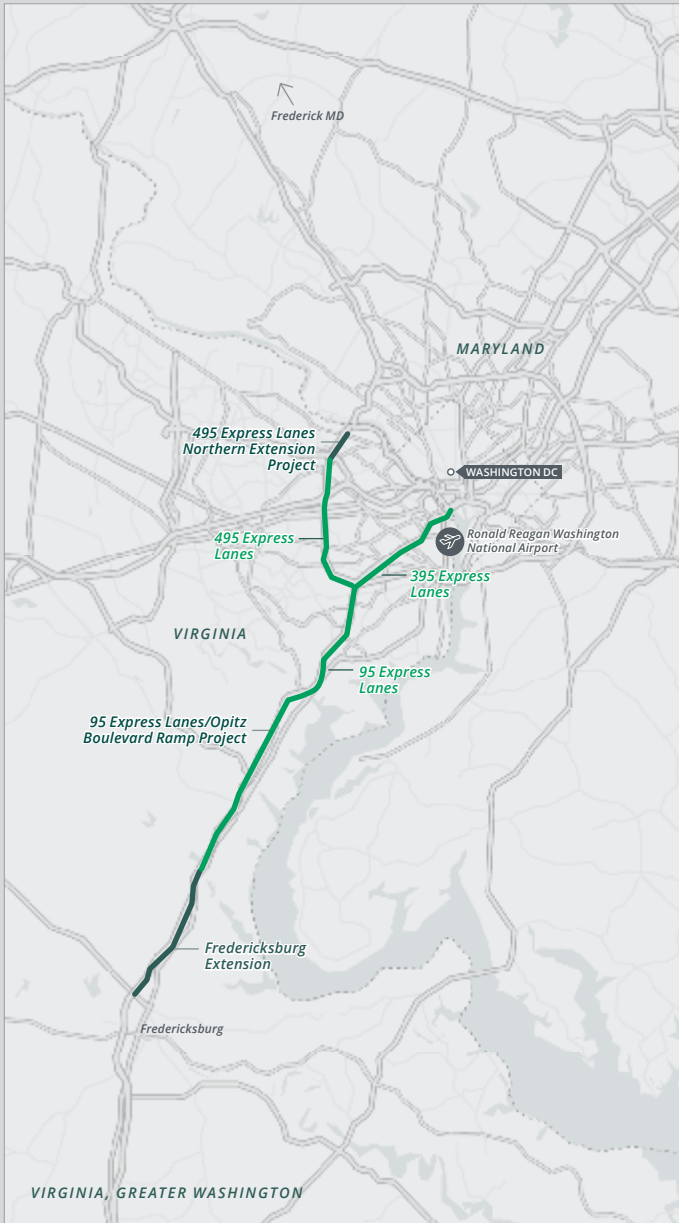 Frederick MD
MARYLAND
495 Express Lanes
Northern Extension
Project
WASHINGTON DC
495 Express
Lanes
Ronald Reagan Washington
National Airport
395 Express
Lanes
VIRGINIA
95 Express
Lanes
95 Express Lanes/Opitz
Boulevard Ramp Project
Fredericksburg
Extension
Fredericksburg
VIRGINIA, GREATER WASHINGTON